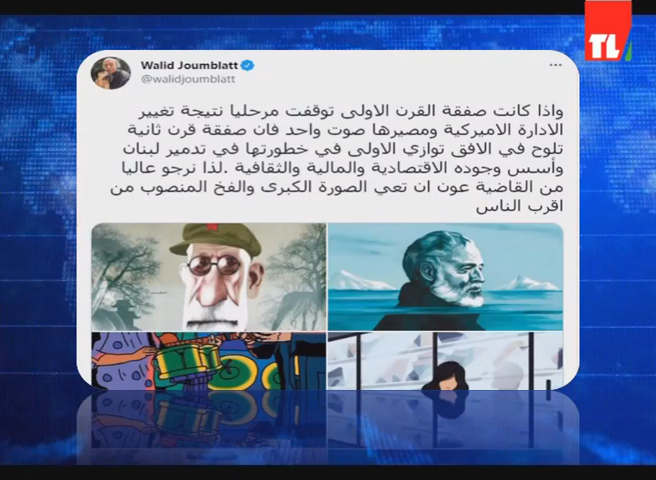 TL
Walid Joumblatt
@walidjoumblatt
واذا كانت صفقة القرن الاولى توقفت مرحليا نتيجة تغيير
الادارة الاميركية ومصيرها صوت واحد فان صفقة قرن ثانية
تلوح في الافق توازي الاولى في خطورتها في تدمير لبنان
وأسس وجوده الاقتصادية والمالية والثقافية .لذا نرجو عاليا
من القاضية عون ان تعي الصورة الكبرى والفخ المنصوب من
اقرب الناس